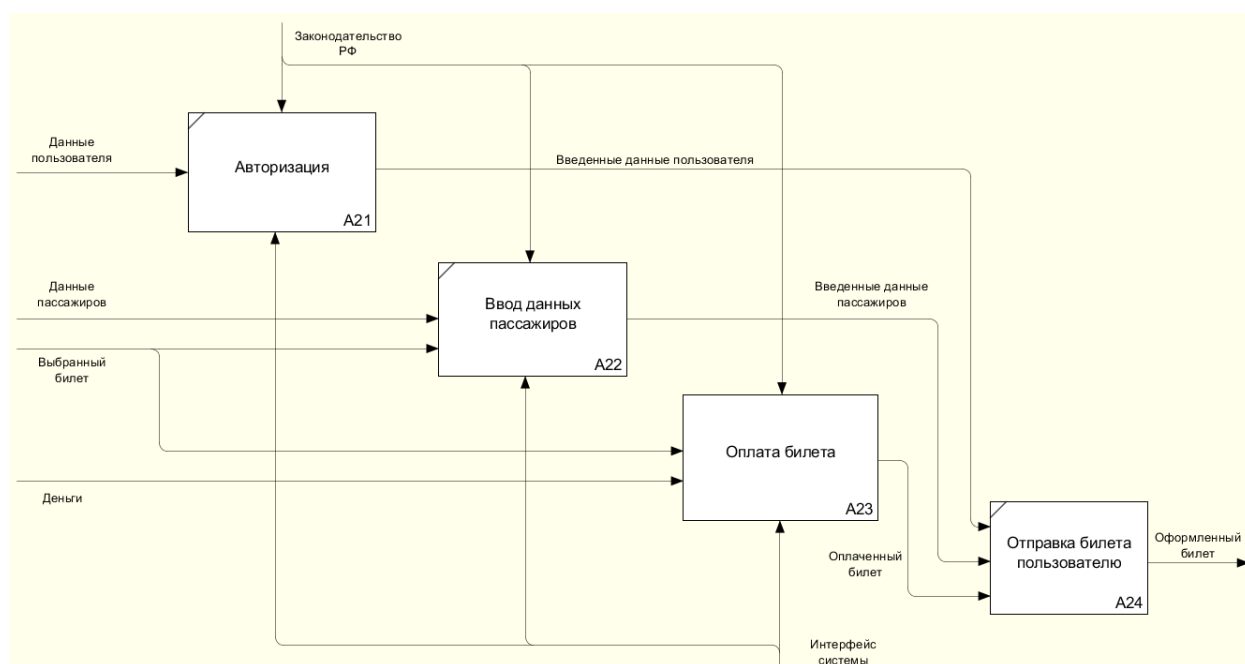 Законодательство
РФ
Данные
пользователя
Авторизация
A21
Введенные данные пользователя
Данные
пассажиров
Ввод данных
пассажиров
A22
Введенные данные
пассажиров
Выбранный
билет
Оплата билета
A23
Деньги
Оплаченный
билет
Отправка билета
пользователю
A24
Оформленный
билет
Интерфейс
системы